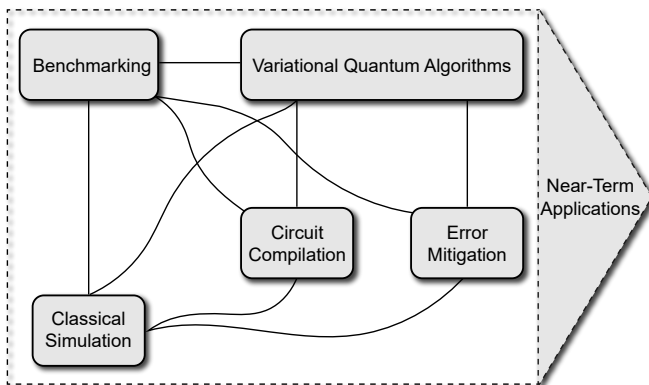 Benchmarking
Variational Quantum Algorithms
Near-Term
Applications
Circuit
Compilation
Error
Mitigation
Classical
Simulation